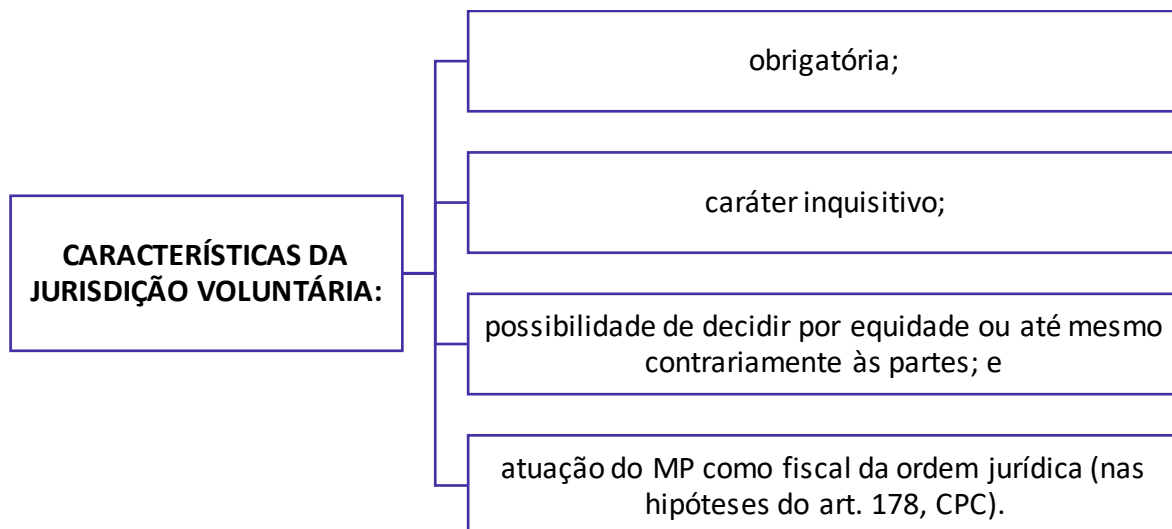 CARACTERÍSTICAS DA
JURISDIÇÃO VOLUNTÁRIA:
obrigatória;
caráter inquisitivo;
possibilidade de decidir por equidade ou até mesmo
contrariamente às partes; e
atuação do MP como fiscal da ordem jurídica (nas
hipóteses do art. 178, CPC).